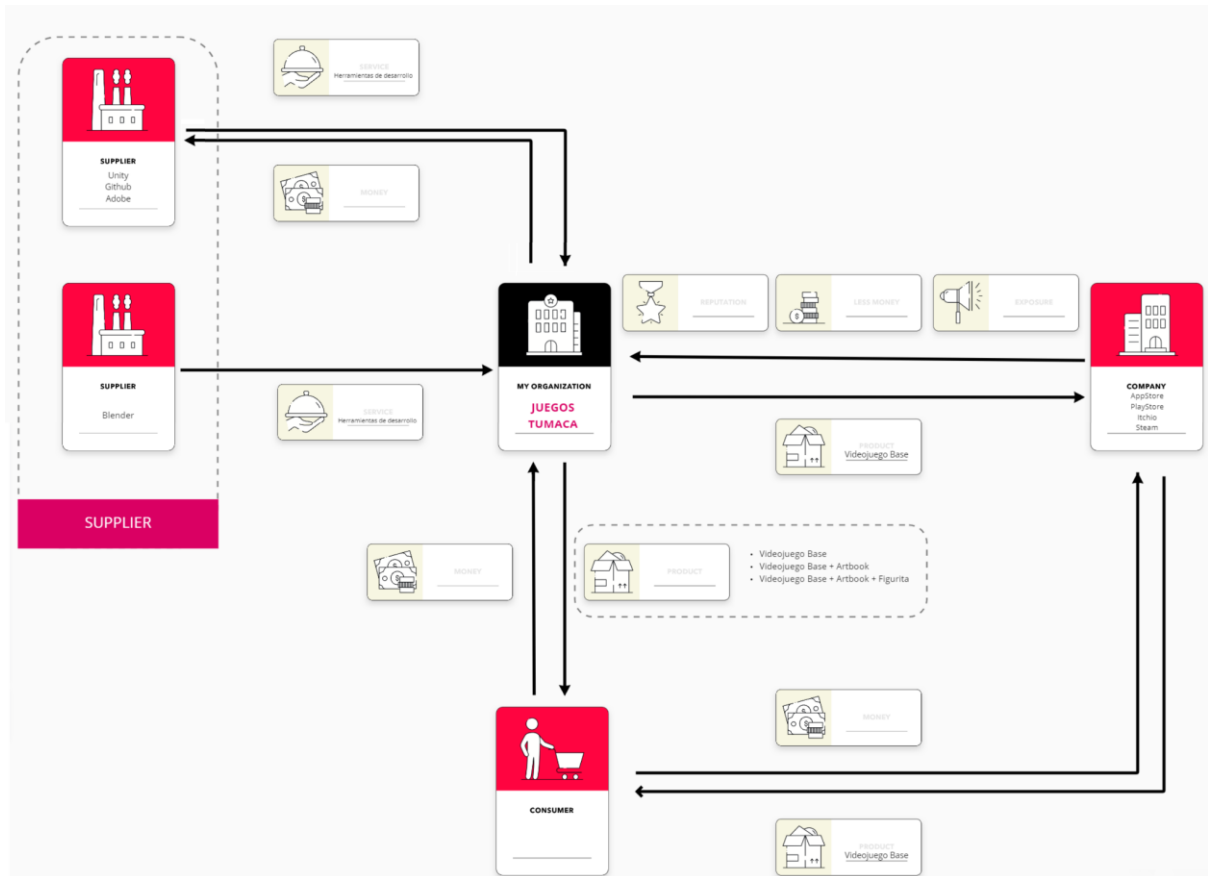 SERVICE
Herramientas de desarrollo
SUPPLIER
Unity
Github
Adobe
MONEY
REPUTATION
LESS MONEY
EXPOSURE
SUPPLIER
Blender
SERVICE
Herramientas de desarrollo
MY ORGANIZATION
JUEGOS
TUMACA
COMPANY
AppStore
PlayStore
Itchio
Steam
PRODUCT
Videojuego Base
SUPPLIER
MONEY
PRODUCT
• Videojuego Base
• Videojuego Base + Artbook
• Videojuego Base + Artbook + Figurita
MONEY
CONSUMER
PRODUCT
Videojuego Base